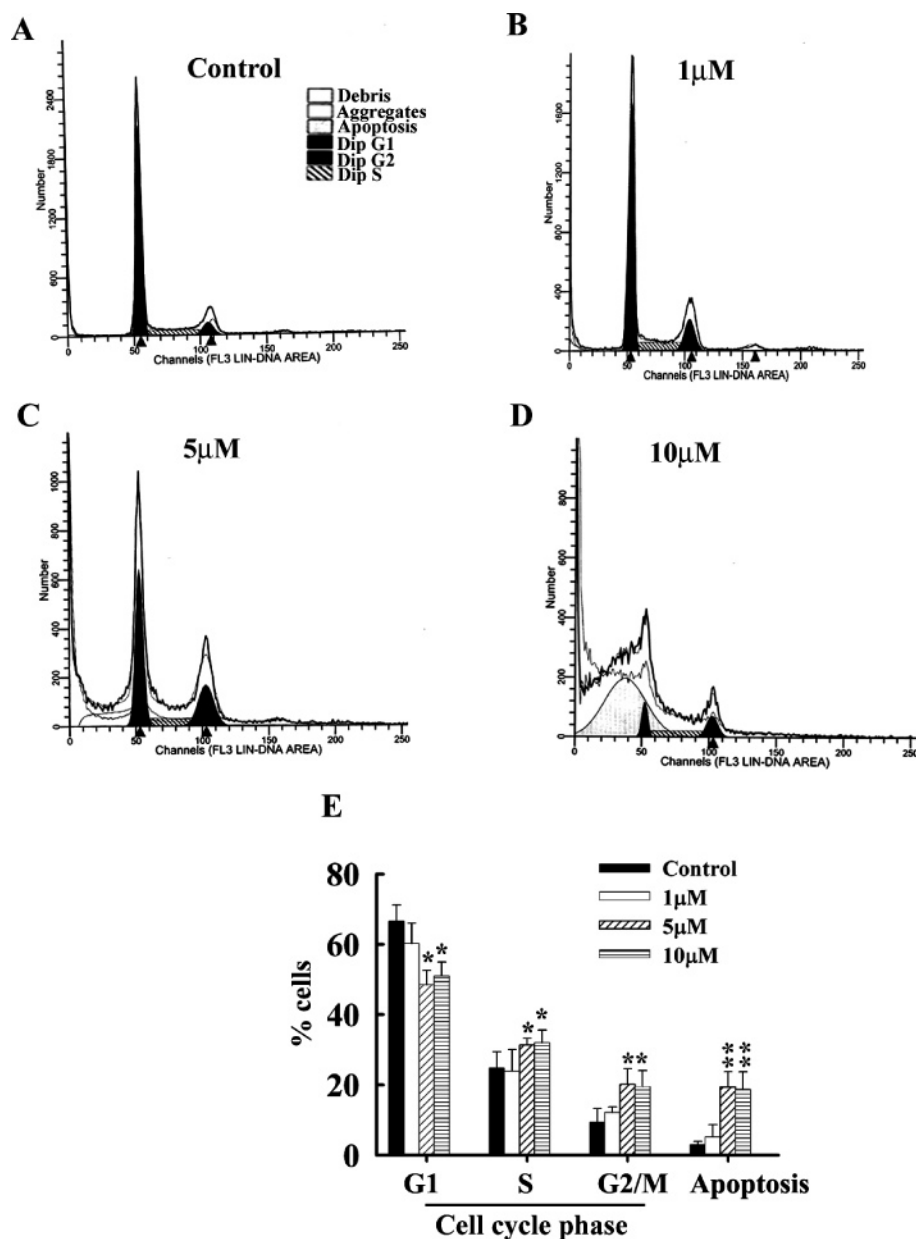 A
Control
Debris
Aggregates
Apoptosis
Dip G1
Dip G2
Dip S
Number
0 600 1200 1800 2400
0 50 100 150 200 250
Channels (FL3 LIN-DNA AREA)
B
1μM
Number
0 400 800 1200 1600
0 50 100 150 200 250
Channels (FL3 LIN-DNA AREA)
C
5μM
Number
0 200 400 600 800 1000
0 50 100 150 200 250
Channels (FL3 LIN-DNA AREA)
D
10μM
Number
0 200 400 600 800
0 50 100 150 200 250
Channels (FL3 LIN-DNA AREA)
E
% cells
80
60
40
20
0
Control
1μM
5μM
10μM
* *
* *
* *
** **
G1 S G2/M Apoptosis
Cell cycle phase